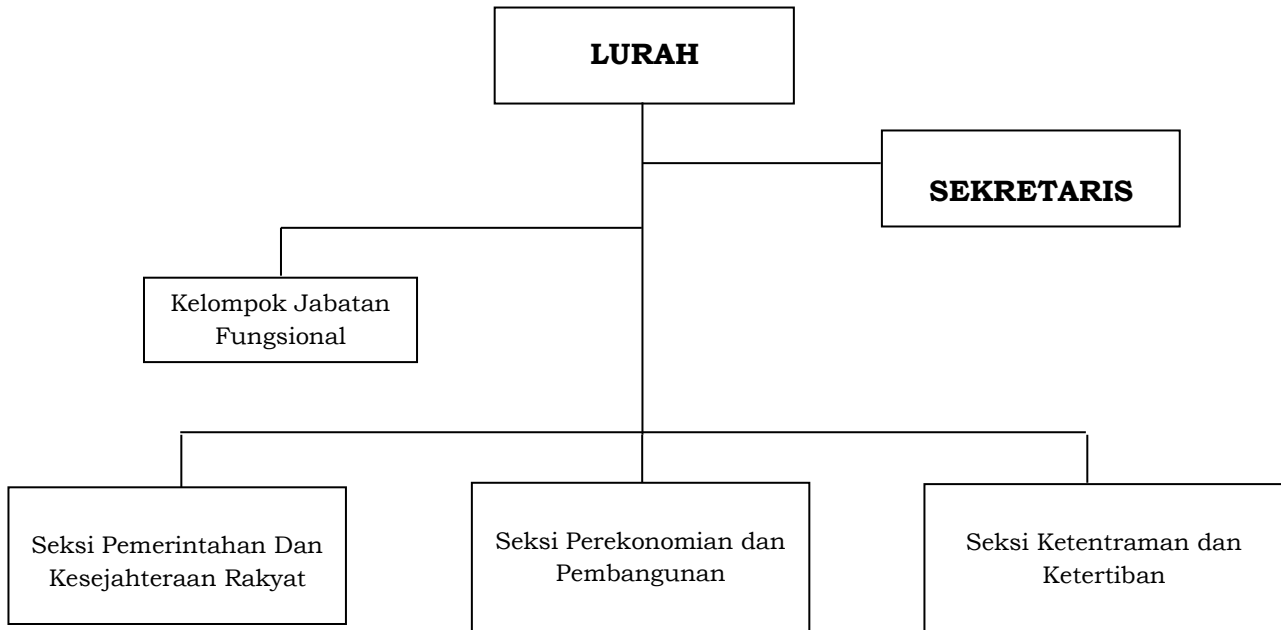 LURAH
SEKRETARIS
Kelompok Jabatan
Fungsional
Seksi Pemerintahan Dan
Kesejahteraan Rakyat
Seksi Perekonomian dan
Pembangunan
Seksi Ketentraman dan
Ketertiban